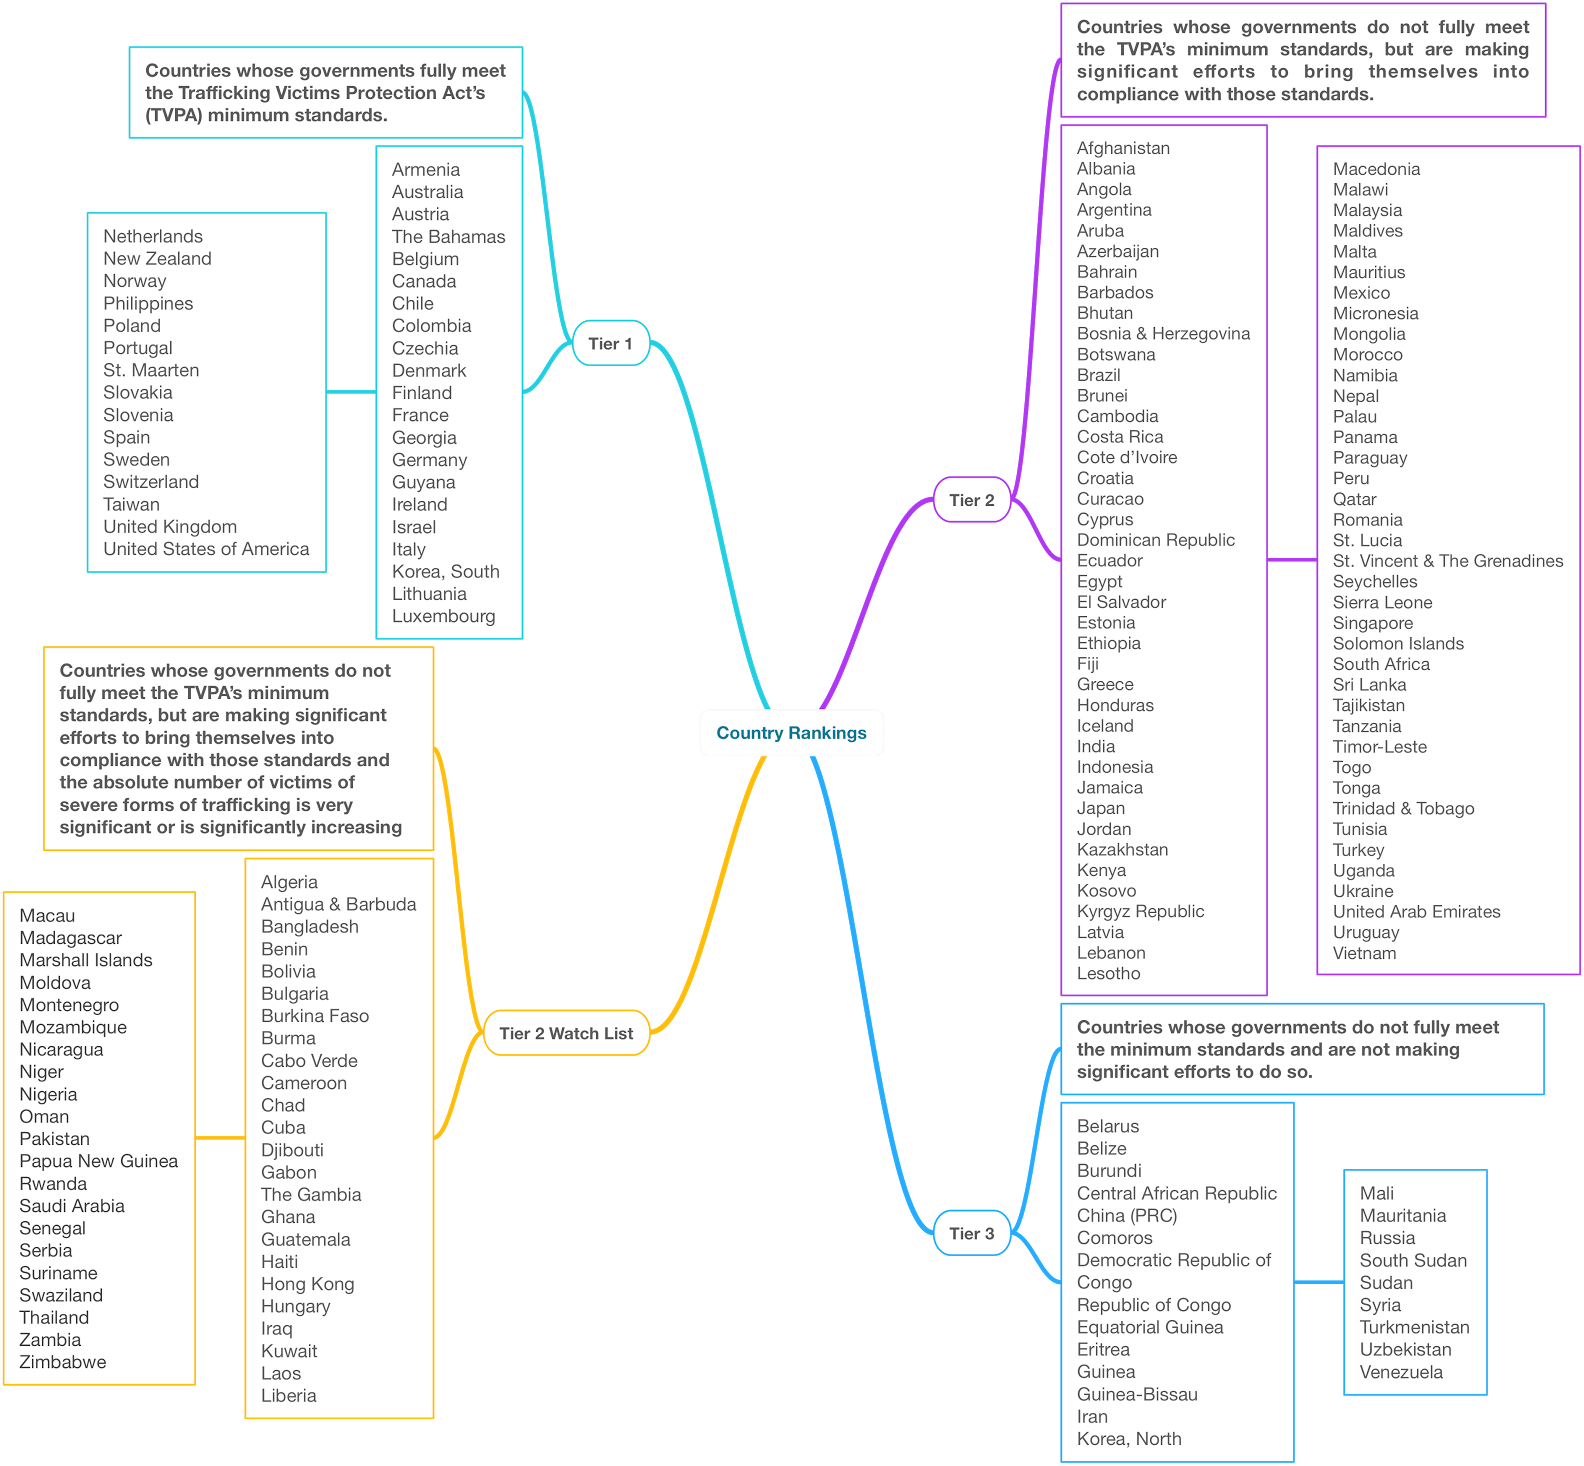 Country Rankings
Tier 1
Countries whose governments fully meet
the Trafficking Victims Protection Act’s
(TVPA) minimum standards.
Armenia
Australia
Austria
The Bahamas
Belgium
Canada
Chile
Colombia
Czechia
Denmark
Finland
France
Georgia
Germany
Guyana
Ireland
Israel
Italy
Korea, South
Lithuania
Luxembourg
Netherlands
New Zealand
Norway
Philippines
Poland
Portugal
St. Maarten
Slovakia
Slovenia
Spain
Sweden
Switzerland
Taiwan
United Kingdom
United States of America
Tier 2
Countries whose governments do not fully meet
the TVPA’s minimum standards, but are making
significant efforts to bring themselves into
compliance with those standards.
Afghanistan
Albania
Angola
Argentina
Aruba
Azerbaijan
Bahrain
Barbados
Bhutan
Bosnia & Herzegovina
Botswana
Brazil
Brunei
Cambodia
Costa Rica
Cote d’Ivoire
Croatia
Curacao
Cyprus
Dominican Republic
Ecuador
Egypt
El Salvador
Estonia
Ethiopia
Fiji
Greece
Honduras
Iceland
India
Indonesia
Jamaica
Japan
Jordan
Kazakhstan
Kenya
Kosovo
Kyrgyz Republic
Latvia
Lebanon
Lesotho
Macedonia
Malawi
Malaysia
Maldives
Malta
Mauritius
Mexico
Micronesia
Mongolia
Morocco
Namibia
Nepal
Palau
Panama
Paraguay
Peru
Qatar
Romania
St. Lucia
St. Vincent & The Grenadines
Seychelles
Sierra Leone
Singapore
Solomon Islands
South Africa
Sri Lanka
Tajikistan
Tanzania
Timor-Leste
Togo
Tonga
Trinidad & Tobago
Tunisia
Turkey
Uganda
Ukraine
United Arab Emirates
Uruguay
Vietnam
Tier 2 Watch List
Countries whose governments do not
fully meet the TVPA’s minimum
standards, but are making significant
efforts to bring themselves into
compliance with those standards and
the absolute number of victims of
severe forms of trafficking is very
significant or is significantly increasing
Algeria
Antigua & Barbuda
Bangladesh
Benin
Bolivia
Bulgaria
Burkina Faso
Burma
Cabo Verde
Cameroon
Chad
Cuba
Djibouti
Gabon
The Gambia
Ghana
Guatemala
Haiti
Hong Kong
Hungary
Iraq
Kuwait
Laos
Liberia
Macau
Madagascar
Marshall Islands
Moldova
Montenegro
Mozambique
Nicaragua
Niger
Nigeria
Oman
Pakistan
Papua New Guinea
Rwanda
Saudi Arabia
Senegal
Serbia
Suriname
Swaziland
Thailand
Zambia
Zimbabwe
Tier 3
Countries whose governments do not fully meet
the minimum standards and are not making
significant efforts to do so.
Belarus
Belize
Burundi
Central African Republic
China (PRC)
Comoros
Democratic Republic of
Congo
Republic of Congo
Equatorial Guinea
Eritrea
Guinea
Guinea-Bissau
Iran
Korea, North
Mali
Mauritania
Russia
South Sudan
Sudan
Syria
Turkmenistan
Uzbekistan
Venezuela